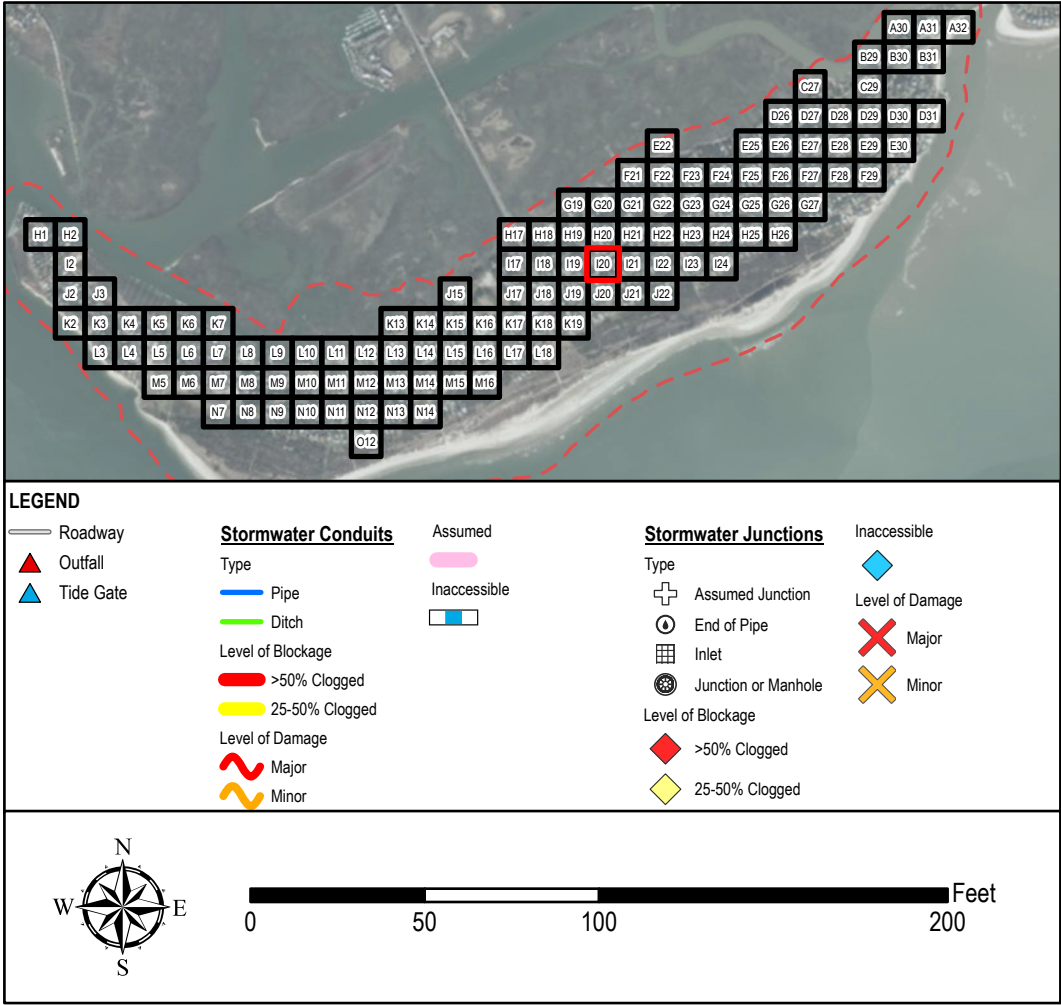 A30 A31 A32
B29 B30 B31
C27 C29
D26 D27 D28 D29 D30 D31
E22 E25 E26 E27 E28 E29 E30
F21 F22 F23 F24 F25 F26 F27 F28 F29
G19 G20 G21 G22 G23 G24 G25 G26 G27
H1 H2 H17 H18 H19 H20 H21 H22 H23 H24 H25 H26
I2 I17 I18 I19 I20 I21 I22 I23 I24
J2 J3 J15 J17 J18 J19 J20 J21 J22
K2 K3 K4 K5 K6 K7 K13 K14 K15 K16 K17 K18 K19
L3 L4 L5 L6 L7 L8 L9 L10 L11 L12 L13 L14 L15 L16 L17 L18
M5 M6 M7 M8 M9 M10 M11 M12 M13 M14 M15 M16
N7 N8 N9 N10 N11 N12 N13 N14
O12
LEGEND
Roadway
Outfall
Tide Gate
Stormwater Conduits
Type
Pipe
Ditch
Level of Blockage
>50% Clogged
25-50% Clogged
Level of Damage
Major
Minor
Assumed
Inaccessible
Stormwater Junctions
Type
Assumed Junction
End of Pipe
Inlet
Junction or Manhole
Level of Blockage
>50% Clogged
25-50% Clogged
Inaccessible
Level of Damage
Major
Minor
N
W E
S
Feet
0 50 100 200